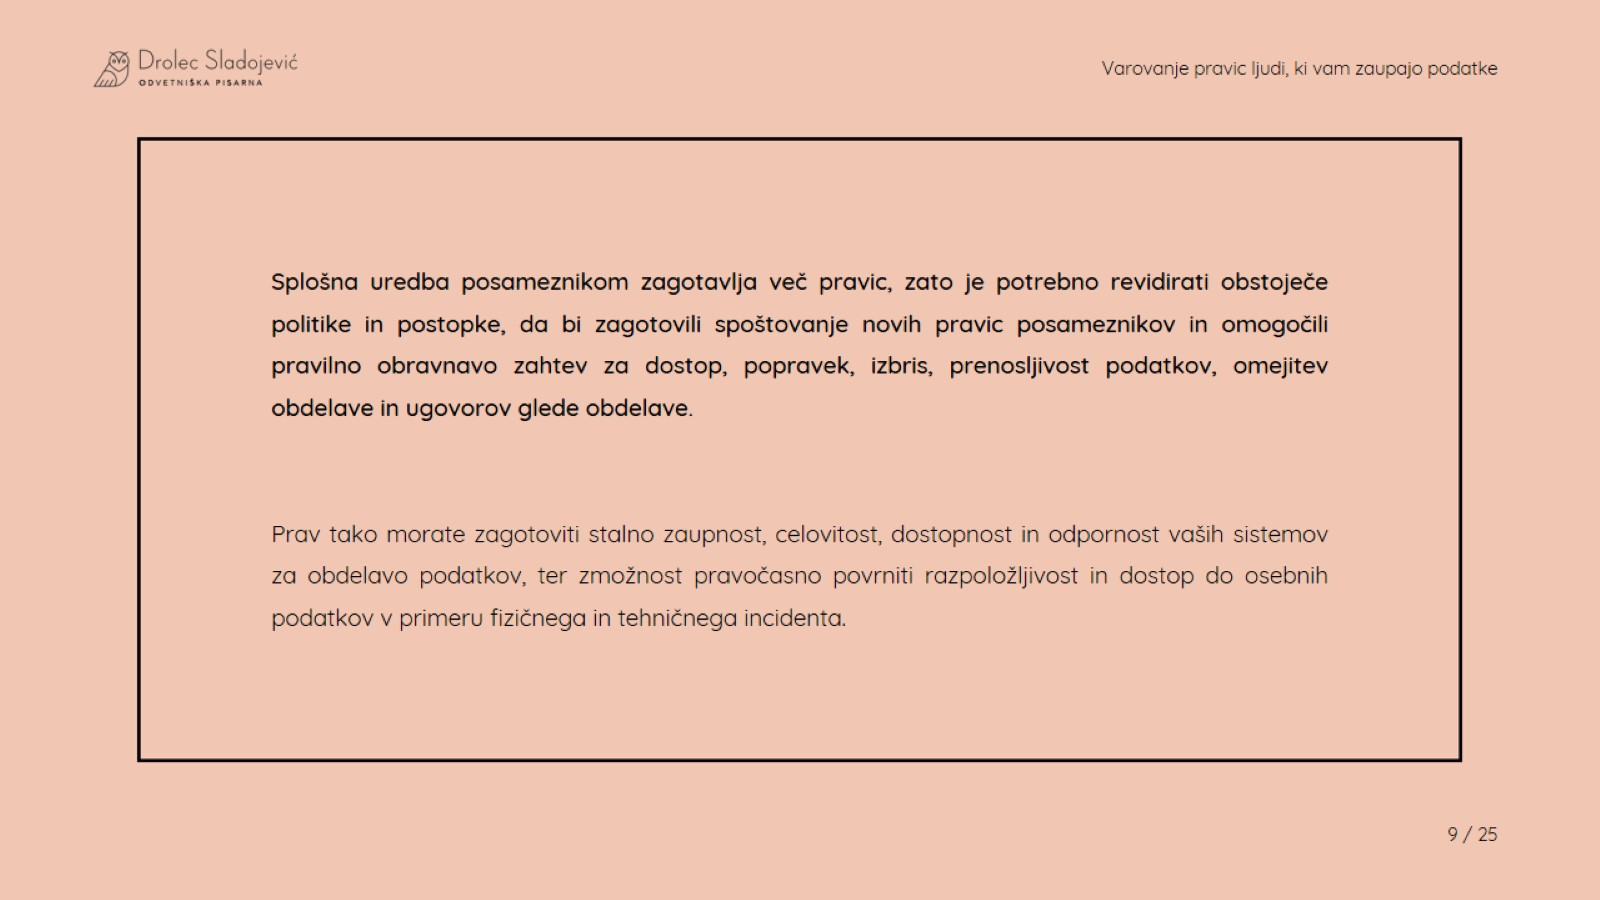 Drolec Sladojević
ODVETNIŠKA PISARNA
Varovanje pravic ljudi, ki vam zaupajo podatke
Splošna uredba posameznikom zagotavlja več pravic, zato je potrebno revidirati obstoječe
politike in postopke, da bi zagotovili spoštovanje novih pravic posameznikov in omogočili
pravilno obravnavo zahtev za dostop, popravek, izbris, prenosljivost podatkov, omejitev
obdelave in ugovorov glede obdelave.
Prav tako morate zagotoviti stalno zaupnost, celovitost, dostopnost in odpornost vaših sistemov
za obdelavo podatkov, ter zmožnost pravočasno povrniti razpoložljivost in dostop do osebnih
podatkov v primeru fizičnega in tehničnega incidenta.
9 / 25